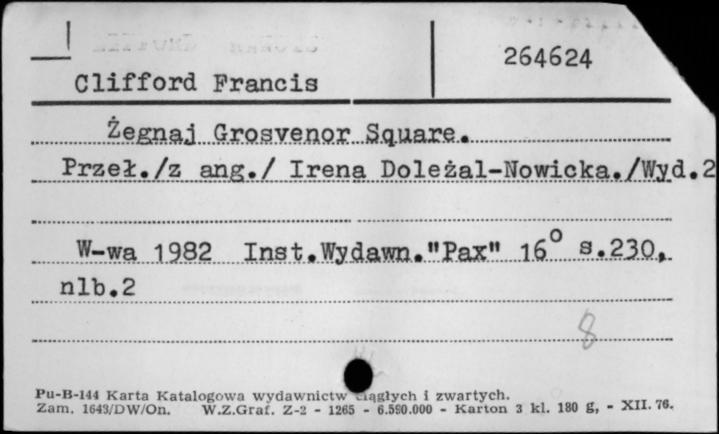 264624
Clifford Francis
Żegnaj Grosvenor Square.
Przeł./z ang./ Irena Doleżal-Nowicka./Wyd.2
W-wa 1982 Inst.Wydawn."Pax" 16° s.230,
nlb.2
8
Pu-B-144 Karta Katalogowa wydawnictw ciągłych i zwartych.
Zam. 1643/DW/On. W.Z.Graf. Z-2 - 1265 - 6.590.000 - Karton 3 kl. 180 g, - XII. 76.